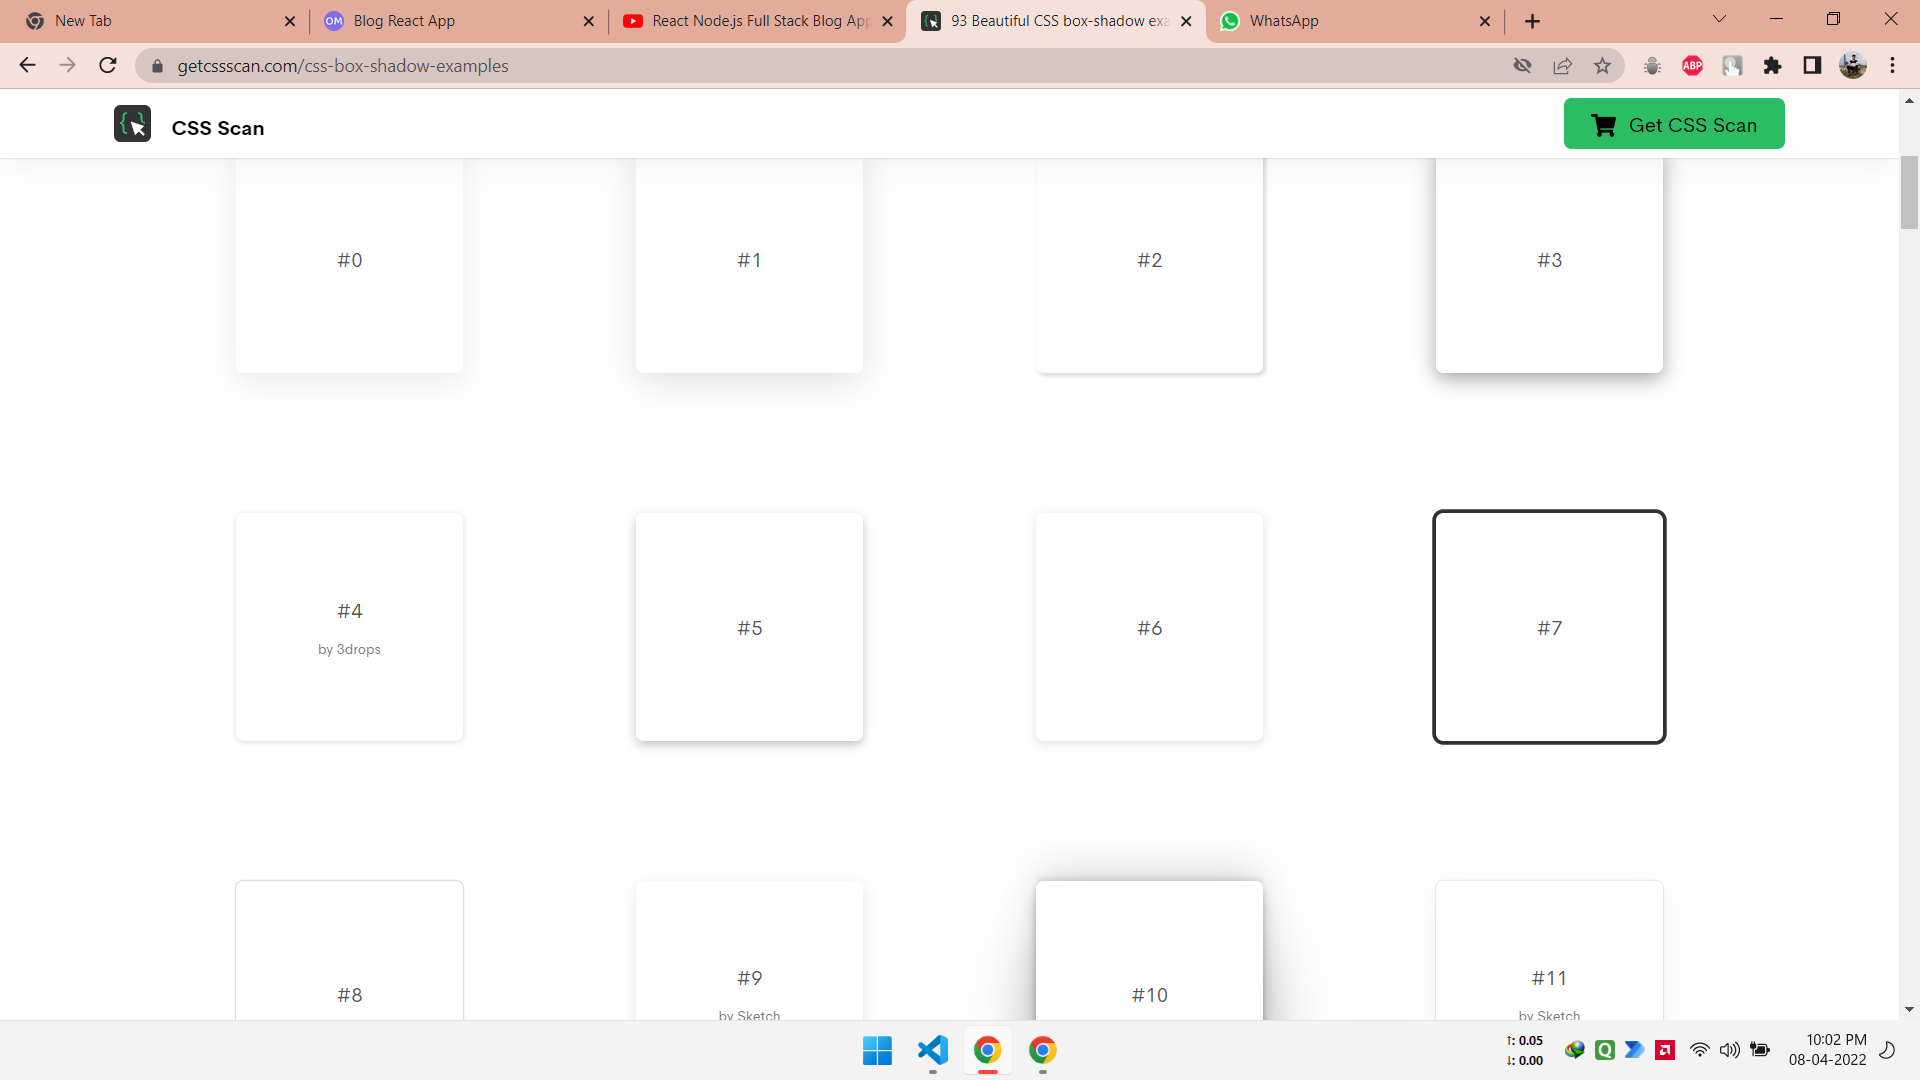 New Tab
OM
Blog React App
React Node.js Full Stack Blog App
93 Beautiful CSS box-shadow exa
WhatsApp
getcssscan.com/css-box-shadow-examples
ABP
CSS Scan
Get CSS Scan
#0
#1
#2
#3
#4
by 3drops
#5
#6
#7
#8
#9
by Sketch
#10
#11
by Sketch
↑: 0.05
↓: 0.00
10:02 PM
08-04-2022